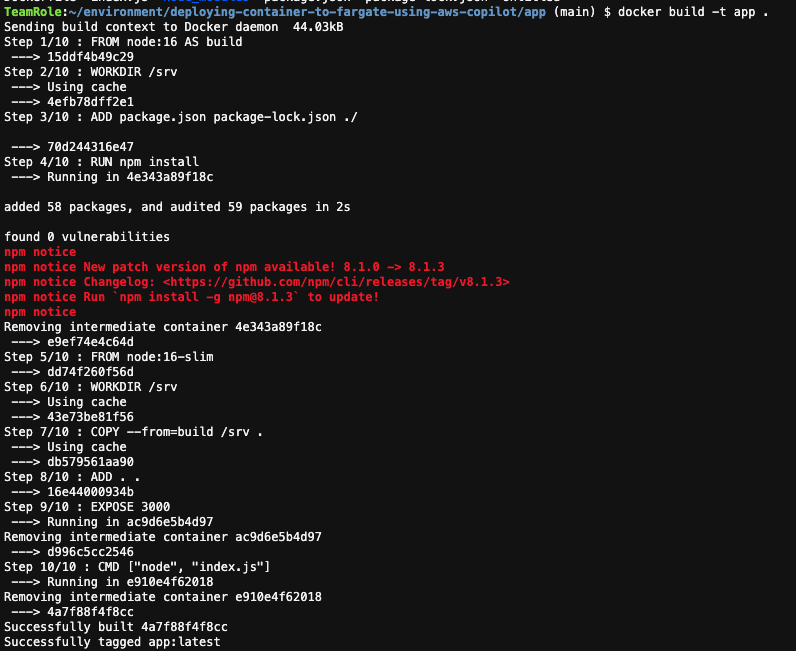 TeamRole:~/environment/deploying-container-to-fargate-using-aws-copilot/app (main) $ docker build -t app .
Sending build context to Docker daemon  44.03kB
Step 1/10 : FROM node:16 AS build
 ---> 15ddf4b49c29
Step 2/10 : WORKDIR /srv
 ---> Using cache
 ---> 4efb78dff2e1
Step 3/10 : ADD package.json package-lock.json ./
 ---> 70d244316e47
Step 4/10 : RUN npm install
 ---> Running in 4e343a89f18c
added 58 packages, and audited 59 packages in 2s
found 0 vulnerabilities
npm notice
npm notice New patch version of npm available! 8.1.0 -> 8.1.3
npm notice Changelog: <https://github.com/npm/cli/releases/tag/v8.1.3>
npm notice Run `npm install -g npm@8.1.3` to update!
npm notice
Removing intermediate container 4e343a89f18c
 ---> e9ef74e4c64d
Step 5/10 : FROM node:16-slim
 ---> dd74f260f56d
Step 6/10 : WORKDIR /srv
 ---> Using cache
 ---> 43e73be81f56
Step 7/10 : COPY --from=build /srv .
 ---> Using cache
 ---> db579561aa90
Step 8/10 : ADD . .
 ---> 16e44000934b
Step 9/10 : EXPOSE 3000
 ---> Running in ac9d6e5b4d97
Removing intermediate container ac9d6e5b4d97
 ---> d996c5cc2546
Step 10/10 : CMD ["node", "index.js"]
 ---> Running in e910e4f62018
Removing intermediate container e910e4f62018
 ---> 4a7f88f4f8cc
Successfully built 4a7f88f4f8cc
Successfully tagged app:latest